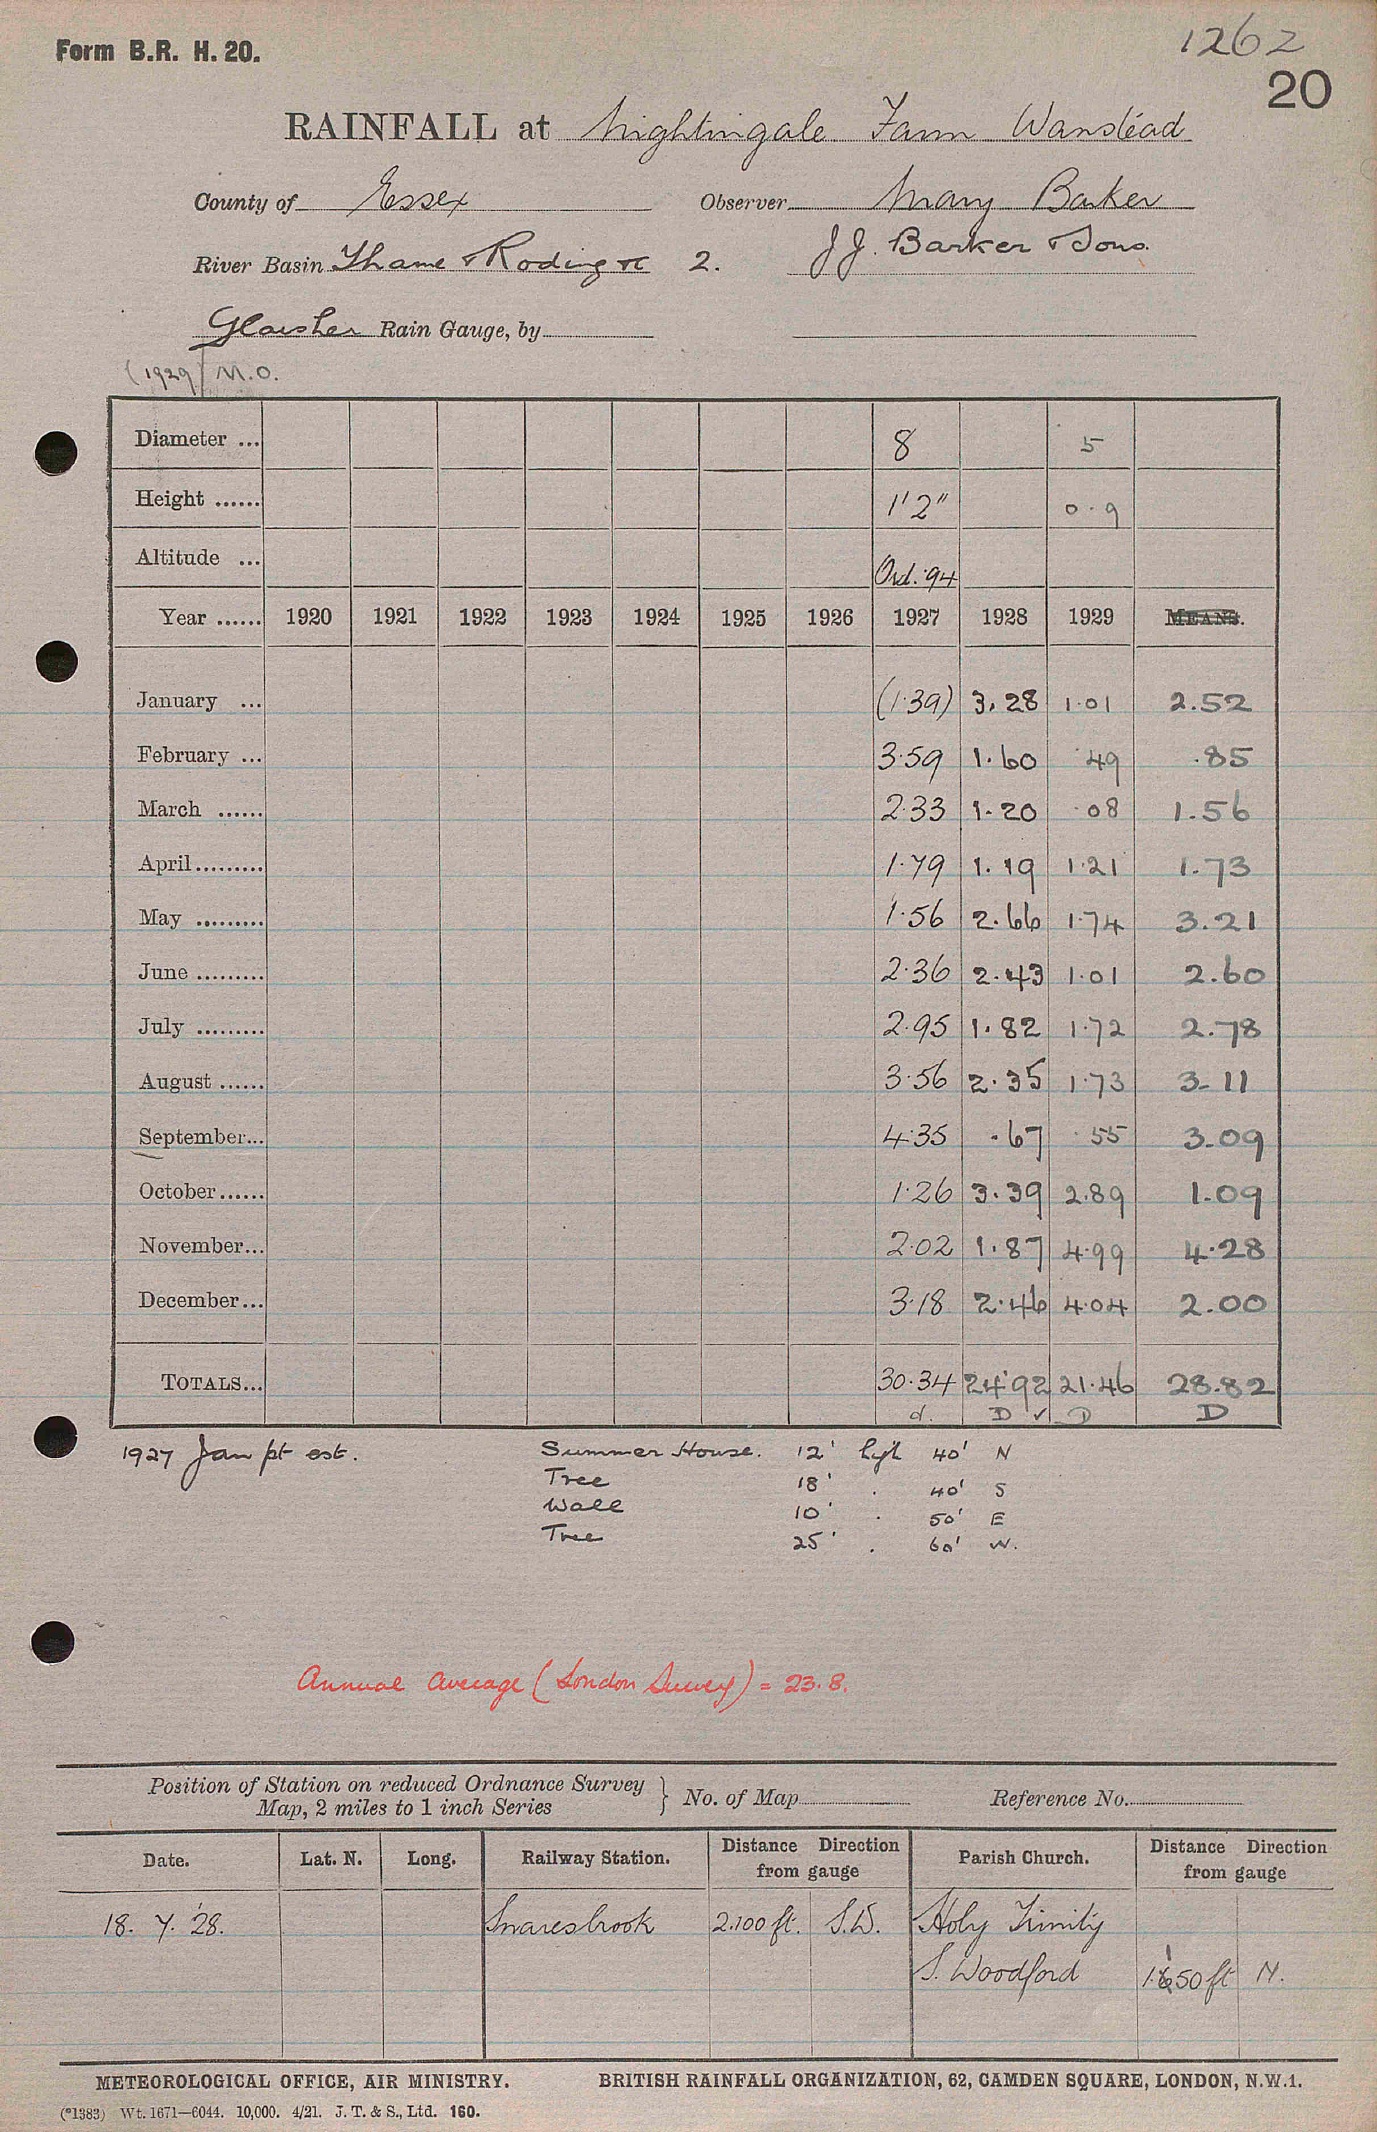 1262
Form B.R. H. 20.
20
RAINFALL at Nightingale Farm Wanstead
County of Essex Observer Mary Barker
River Basin Thame & Roding &c 2. J.J. Barker & Sons.
Glaisher Rain Gauge, by
(1929) M.O.
Diameter ... 8 5
Height ...... 1'2" 0.9
Altitude ... Ord. 94
Year ...... 1920 1921 1922 1923 1924 1925 1926 1927 1928 1929 MEANS.
January ... (1.39) 3.28 1.01 2.52
February ... 3.59 1.60 .49 .85
March ...... 2.33 1.20 .08 1.56
April ......... 1.79 1.19 1.21 1.73
May ......... 1.56 2.66 1.74 3.21
June ......... 2.36 2.43 1.01 2.60
July ......... 2.95 1.82 1.72 2.78
August ...... 3.56 2.35 1.73 3.11
September... 4.35 .67 .55 3.09
October...... 1.26 3.39 2.89 1.09
November... 2.02 1.87 4.99 4.28
December... 3.18 2.46 4.04 2.00
TOTALS... 30.34 24.92 21.46 28.82
d. D ✓ D D
1927 Jan pt est. Summer House. 12' high 40' N
Tree 18' . 40' S
Wall 10' . 50' E
Tree 25' . 60' W.
Annual average (London Survey) = 23.8.
Position of Station on reduced Ordnance Survey
Map, 2 miles to 1 inch Series } No. of Map Reference No.
Date. Lat. N. Long. Railway Station. Distance Direction from gauge Parish Church. Distance Direction from gauge
18. 7. '28. Snaresbrook 2.100 ft. S.W. Holy Trinity
S. Woodford 1.150 ft N.
METEOROLOGICAL OFFICE, AIR MINISTRY. BRITISH RAINFALL ORGANIZATION, 62, CAMDEN SQUARE, LONDON, N.W.1.
(*1383) Wt. 1671—6044. 10,000. 4/21. J. T. & S., Ltd. 160.